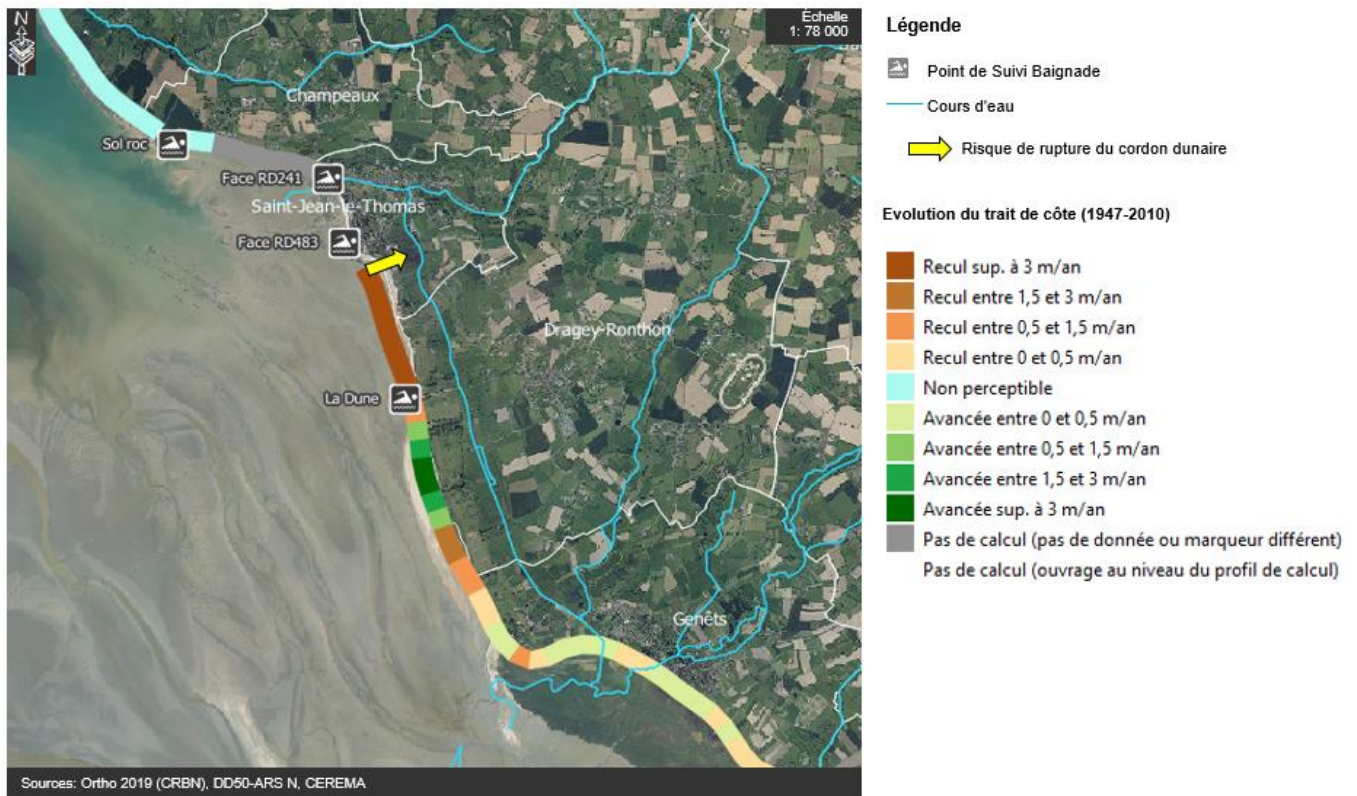 N
Échelle
1: 78 000
Champeaux
Sol roc
Face RD241
Saint-Jean-le-Thomas
Face RD483
Dragey-Ronthon
La Dune
Genêts
Sources: Ortho 2019 (CRBN), DD50-ARS N, CEREMA
Légende
Point de Suivi Baignade
Cours d'eau
Risque de rupture du cordon dunaire
Evolution du trait de côte (1947-2010)
Recul sup. à 3 m/an
Recul entre 1,5 et 3 m/an
Recul entre 0,5 et 1,5 m/an
Recul entre 0 et 0,5 m/an
Non perceptible
Avancée entre 0 et 0,5 m/an
Avancée entre 0,5 et 1,5 m/an
Avancée entre 1,5 et 3 m/an
Avancée sup. à 3 m/an
Pas de calcul (pas de donnée ou marqueur différent)
Pas de calcul (ouvrage au niveau du profil de calcul)